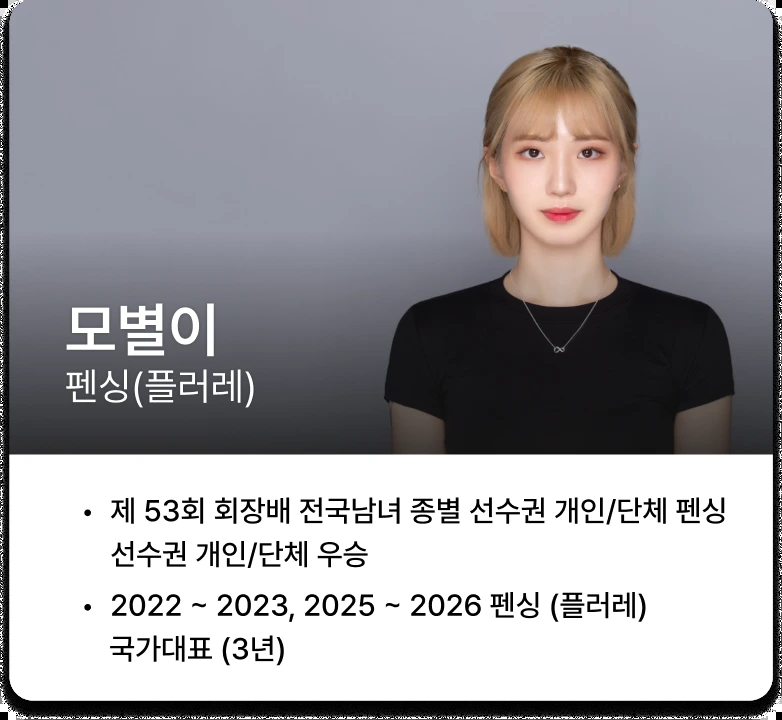 모별이
펜싱(플러레)
• 제 53회 회장배 전국남녀 종별 선수권 개인/단체 펜싱
선수권 개인/단체 우승
• 2022 ~ 2023, 2025 ~ 2026 펜싱 (플러레)
국가대표 (3년)